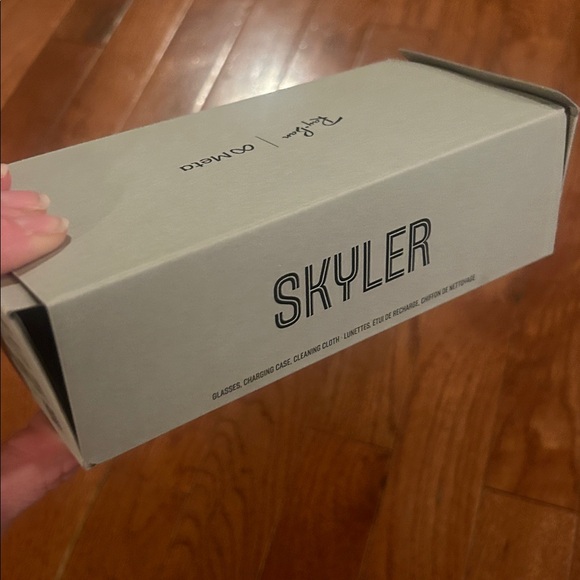 Ray-Ban | Meta
SKYLER
GLASSES, CHARGING CASE, CLEANING CLOTH · LUNETTES, ÉTUI DE RECHARGE, CHIFFON DE NETTOYAGE